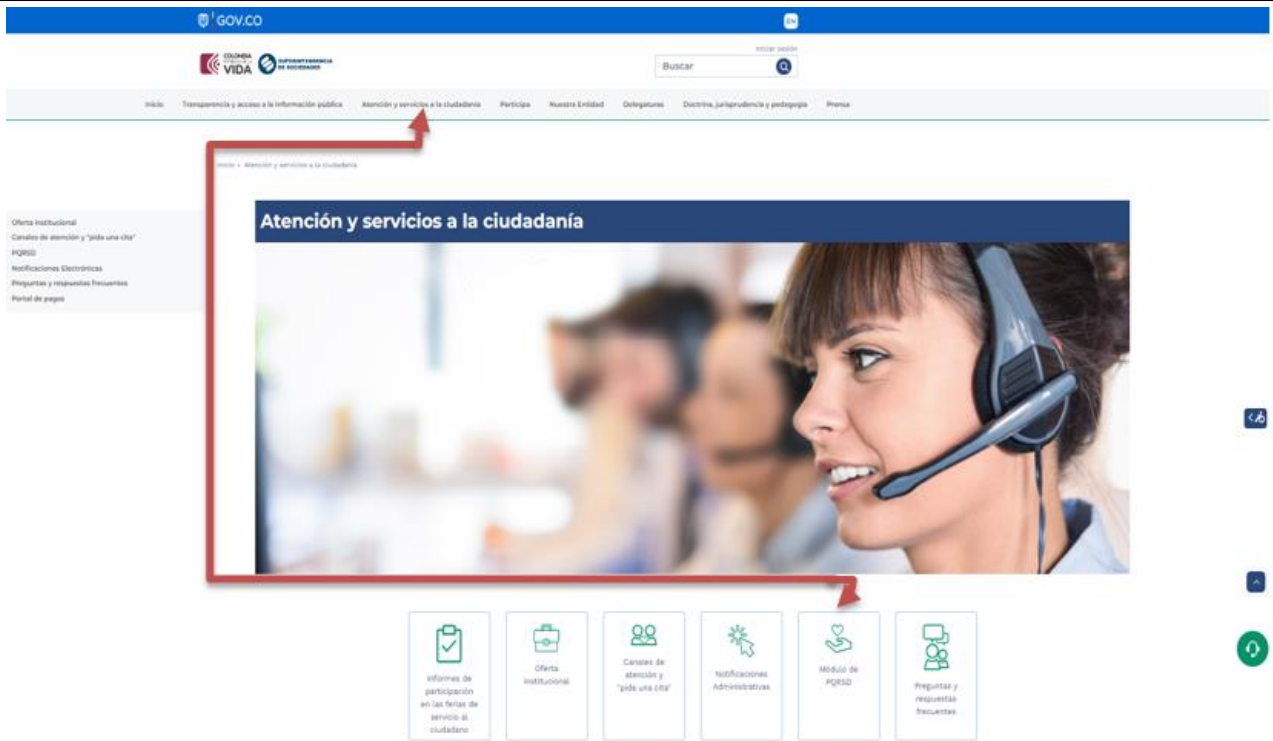 GOV.CO
EN
Iniciar sesión
COLOMBIA
VIDA
SUPERINTENDENCIA
DE SOCIEDADES
Buscar
Inicio Transparencia y acceso a la información pública Atención y servicios a la ciudadanía Participa Nuestra Entidad Delegaturas Doctrina, jurisprudencia y pedagogía Prensa
Inicio › Atención y servicios a la ciudadanía
Oferta institucional
Canales de atención y "pida una cita"
PQRSD
Notificaciones Electrónicas
Preguntas y respuestas frecuentes
Portal de pagos
Atención y servicios a la ciudadanía
Informes de
participación
en las ferias de
servicio al
ciudadano
Oferta
institucional
Canales de
atención y
"pida una cita"
Notificaciones
Administrativas
Módulo de
PQRSD
Preguntas y
respuestas
frecuentes